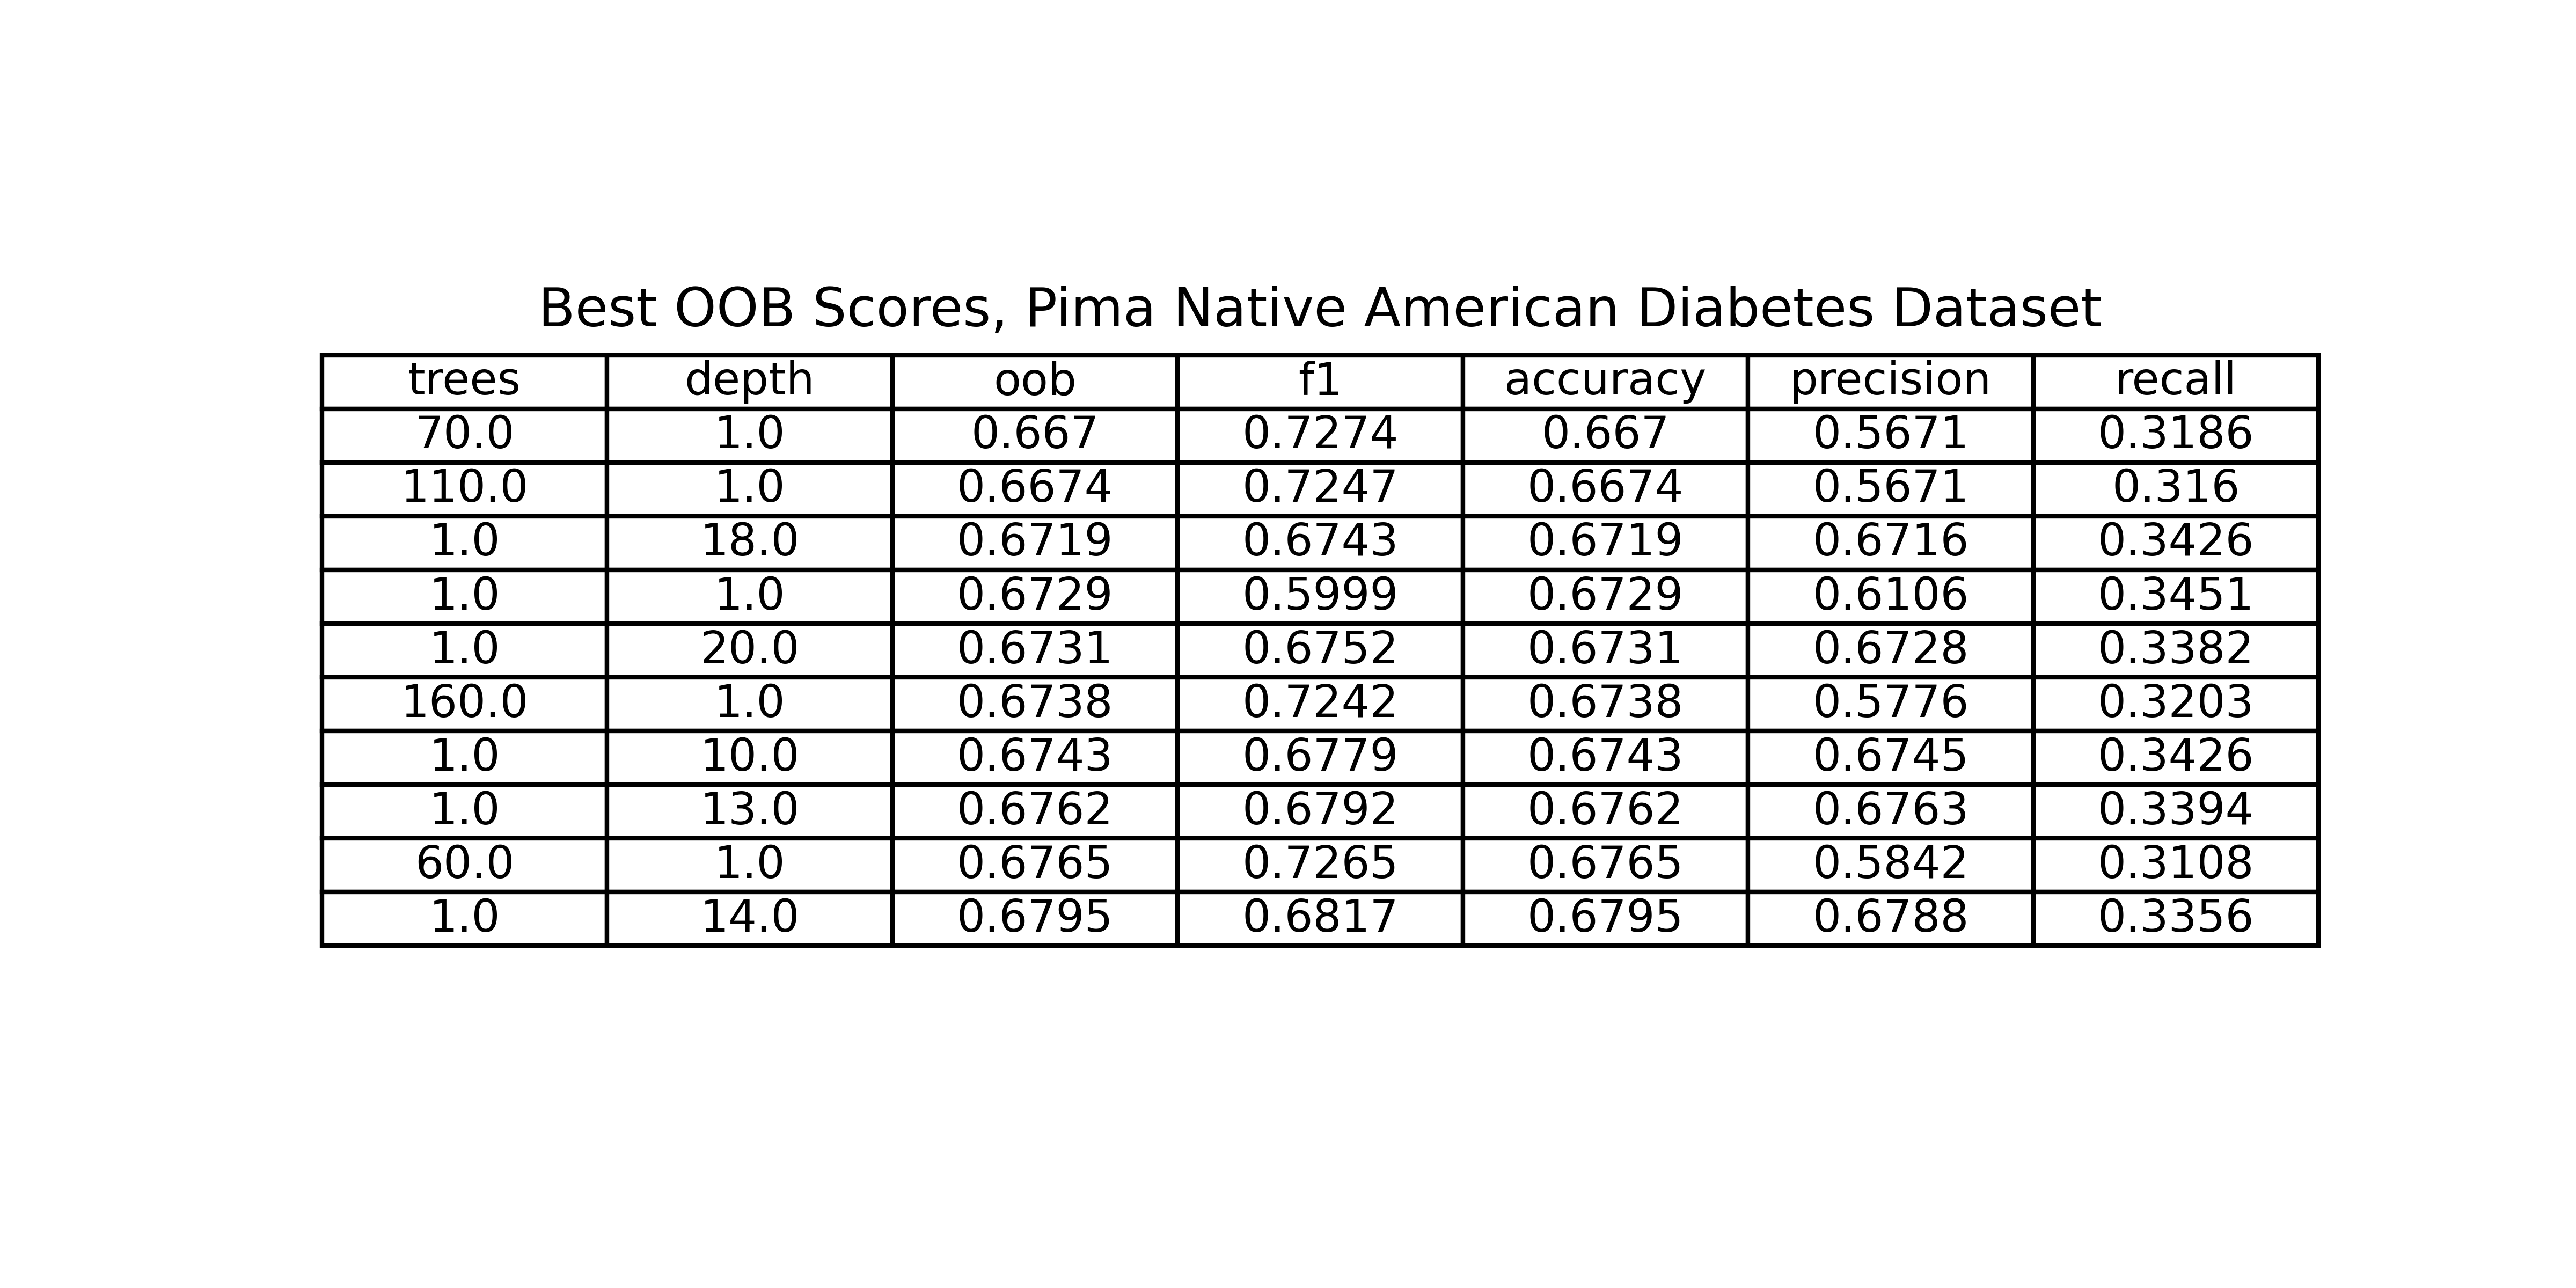 Best OOB Scores, Pima Native American Diabetes Dataset
trees depth oob f1 accuracy precision recall
70.0 1.0 0.667 0.7274 0.667 0.5671 0.3186
110.0 1.0 0.6674 0.7247 0.6674 0.5671 0.316
1.0 18.0 0.6719 0.6743 0.6719 0.6716 0.3426
1.0 1.0 0.6729 0.5999 0.6729 0.6106 0.3451
1.0 20.0 0.6731 0.6752 0.6731 0.6728 0.3382
160.0 1.0 0.6738 0.7242 0.6738 0.5776 0.3203
1.0 10.0 0.6743 0.6779 0.6743 0.6745 0.3426
1.0 13.0 0.6762 0.6792 0.6762 0.6763 0.3394
60.0 1.0 0.6765 0.7265 0.6765 0.5842 0.3108
1.0 14.0 0.6795 0.6817 0.6795 0.6788 0.3356